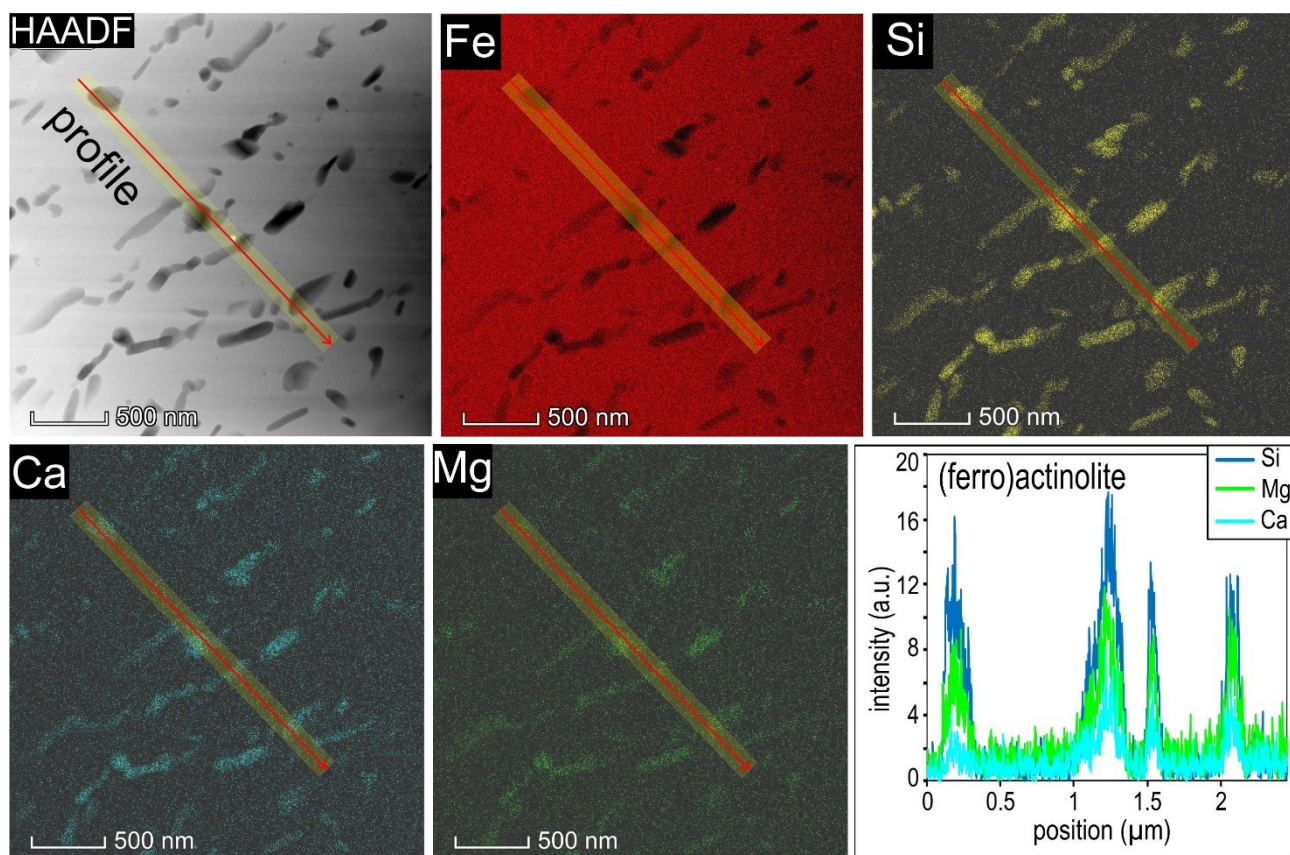 HAADF
profile
500 nm
Fe
500 nm
Si
500 nm
Ca
500 nm
Mg
500 nm
(ferro)actinolite
Si
Mg
Ca
20
16
12
8
4
0
intensity (a.u.)
0 0.5 1 1.5 2
position (µm)